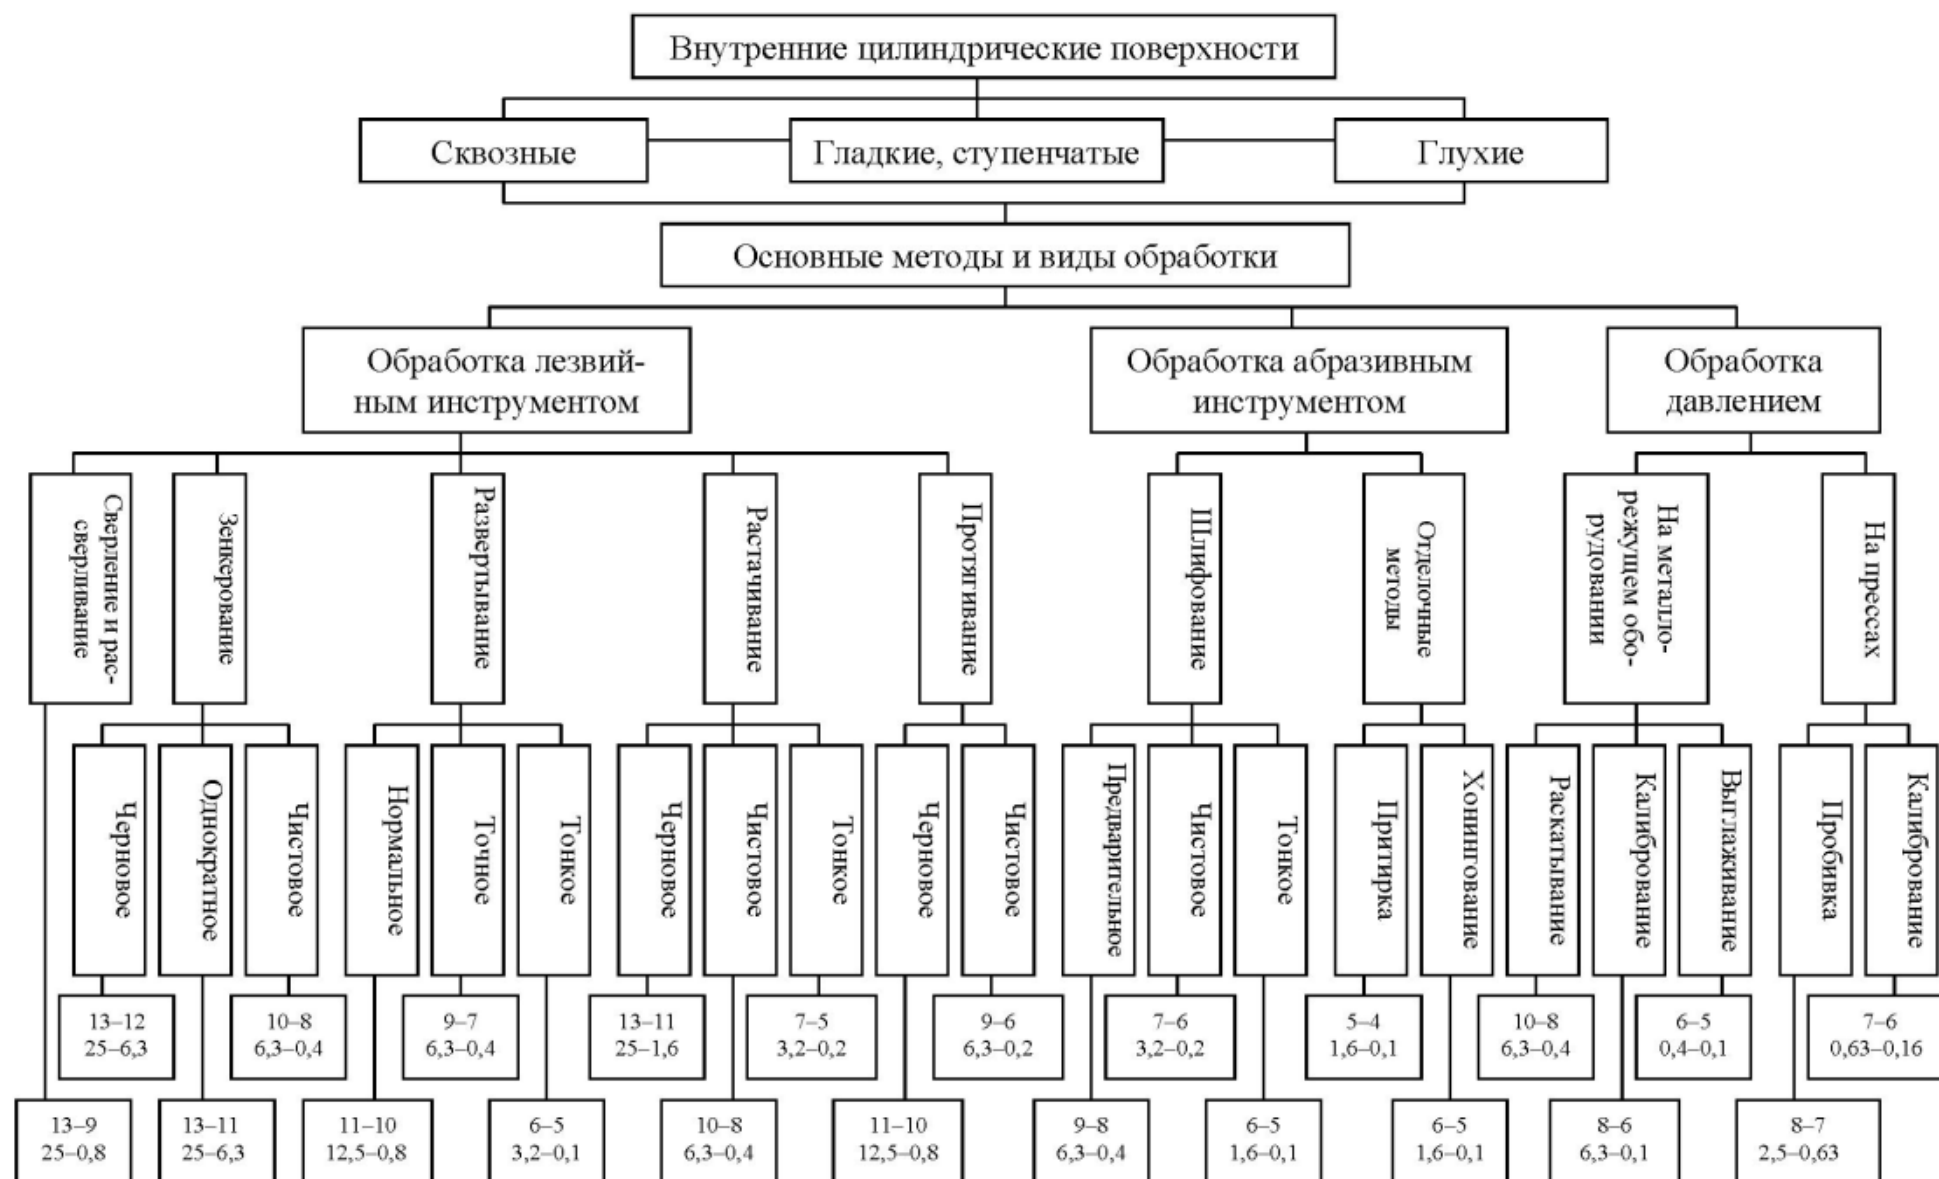 Внутренние цилиндрические поверхности
Сквозные
Гладкие, ступенчатые
Глухие
Основные методы и виды обработки
Обработка лезвий-
ным инструментом
Обработка абразивным
инструментом
Обработка
давлением
Сверление и рас-
сверливание
Зенкерование
Развертывание
Растачивание
Протягивание
Шлифование
Отделочные
методы
На металло-
режущем обо-
рудовании
На прессах
Черновое
Однократное
Чистовое
Нормальное
Точное
Тонкое
Черновое
Чистовое
Тонкое
Черновое
Чистовое
Предварительное
Чистовое
Тонкое
Притирка
Хонингование
Раскатывание
Калибрование
Выглаживание
Пробивка
Калибрование
13–12
25–6,3
10–8
6,3–0,4
9–7
6,3–0,4
13–11
25–1,6
7–5
3,2–0,2
9–6
6,3–0,2
7–6
3,2–0,2
5–4
1,6–0,1
10–8
6,3–0,4
6–5
0,4–0,1
7–6
0,63–0,16
13–9
25–0,8
13–11
25–6,3
11–10
12,5–0,8
6–5
3,2–0,1
10–8
6,3–0,4
11–10
12,5–0,8
9–8
6,3–0,4
6–5
1,6–0,1
6–5
1,6–0,1
8–6
6,3–0,1
8–7
2,5–0,63